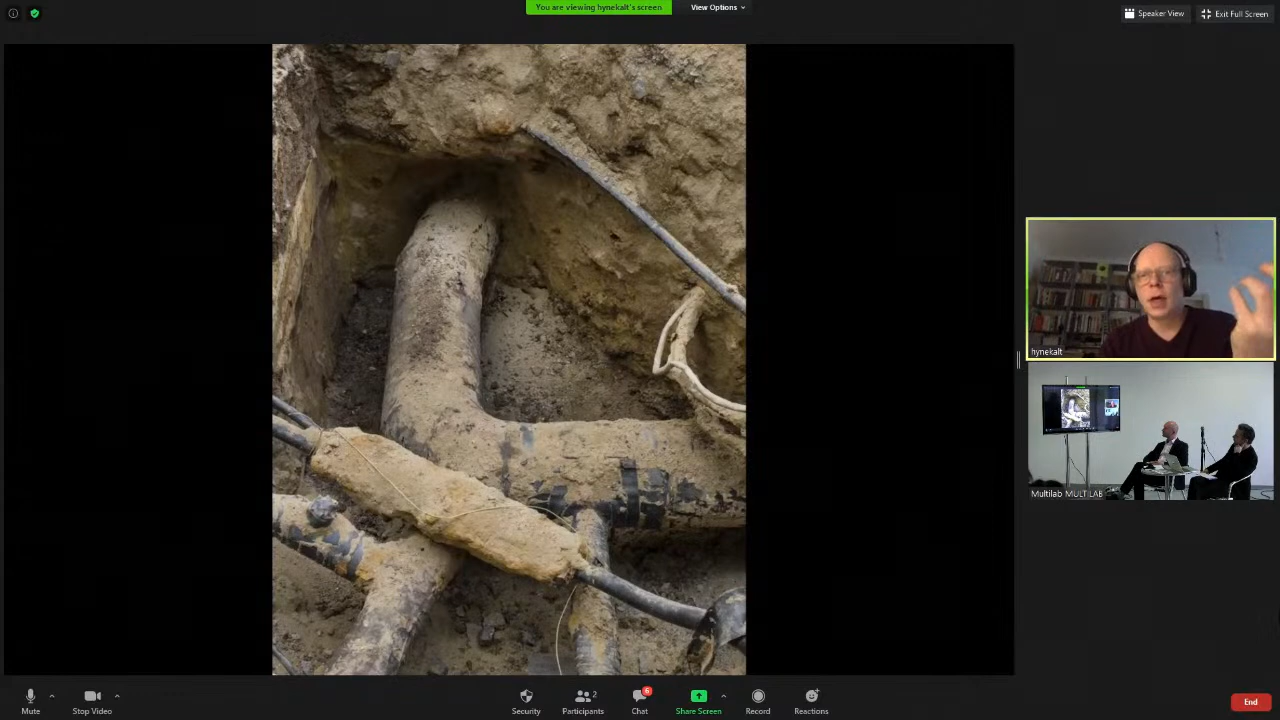 You are viewing hynekalt's screen
View Options
Speaker View
Exit Full Screen
hynekalt
Multilab MULTILAB
Mute
Stop Video
Security
Participants
2
Chat
6
Share Screen
Record
Reactions
End